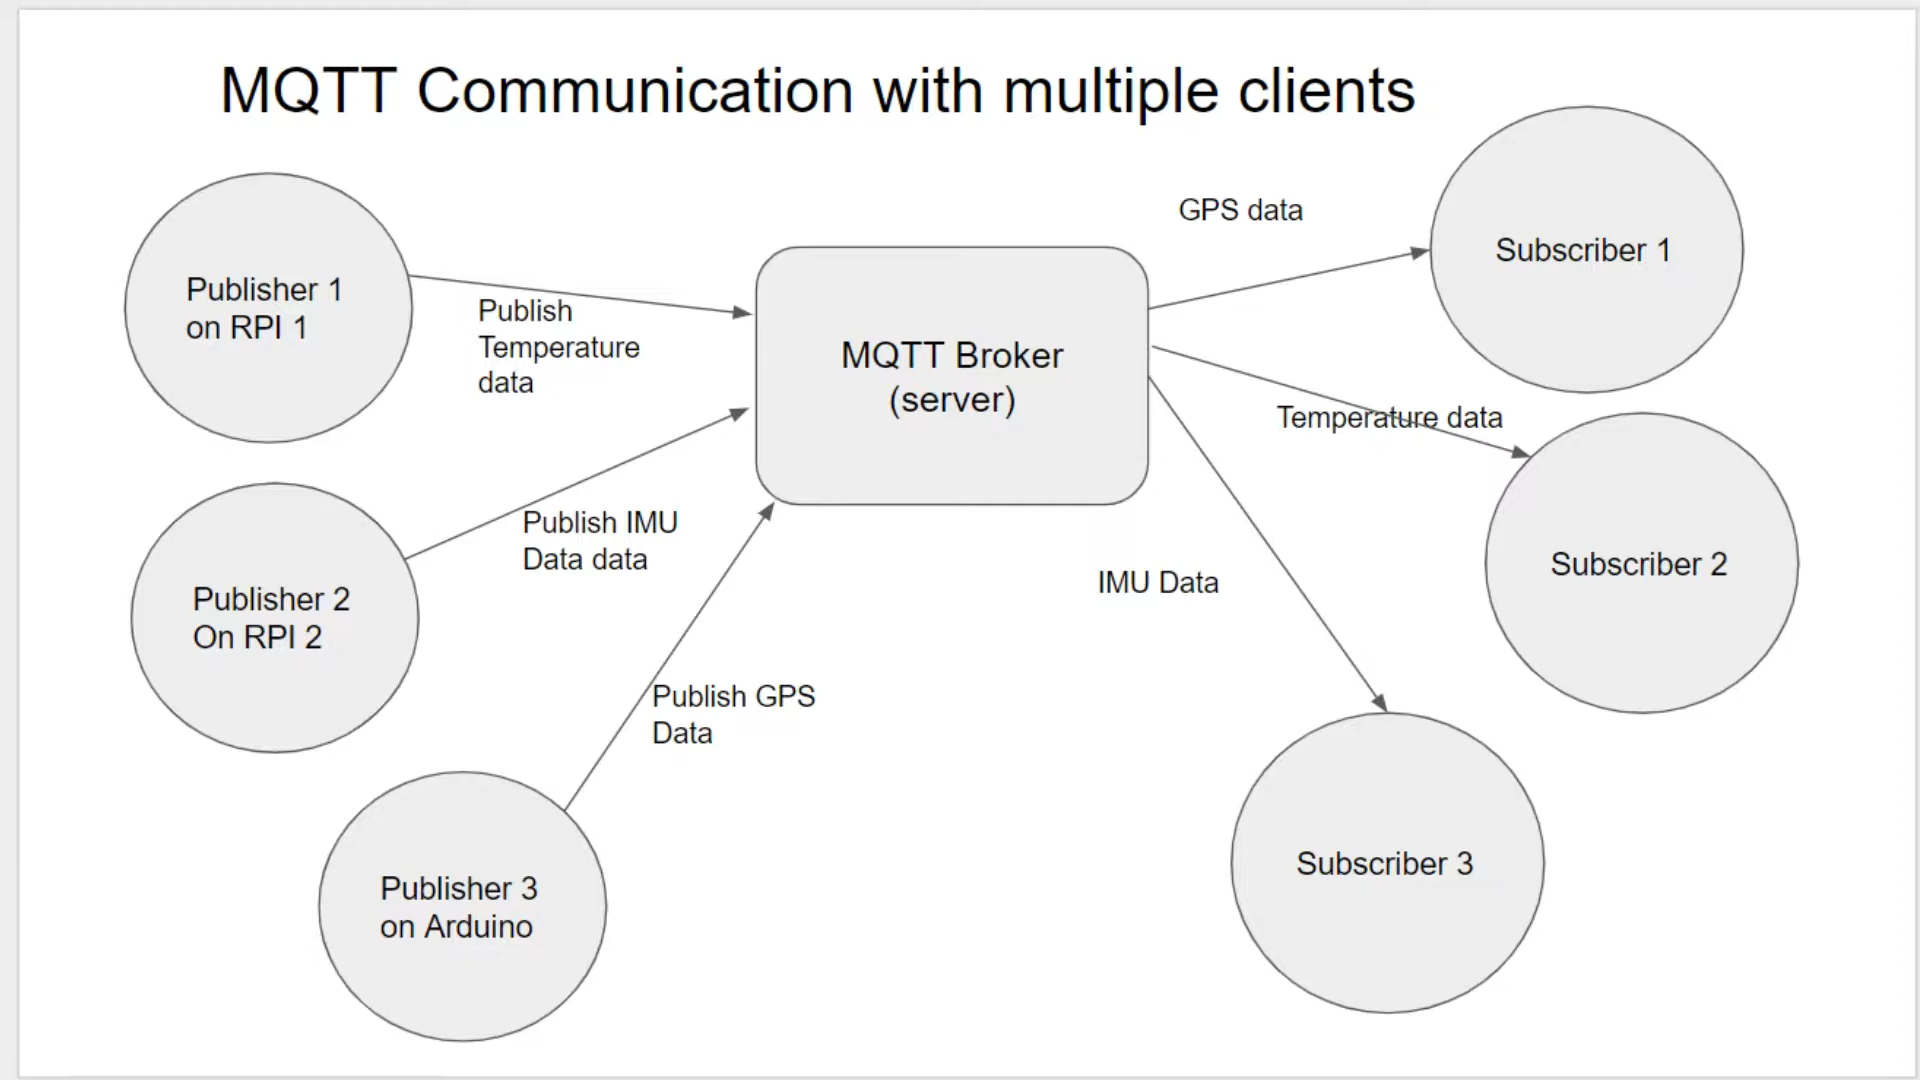 MQTT Communication with multiple clients
Publisher 1
on RPI 1
Publish
Temperature
data
Publisher 2
On RPI 2
Publish IMU
Data data
Publisher 3
on Arduino
Publish GPS
Data
MQTT Broker
(server)
GPS data
Subscriber 1
Temperature data
Subscriber 2
IMU Data
Subscriber 3